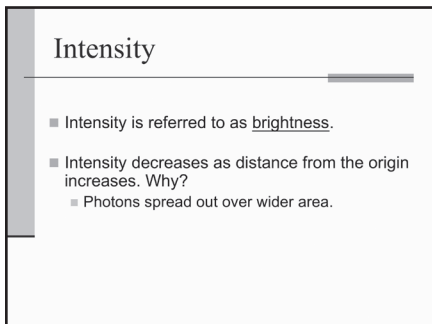 Intensity
Intensity is referred to as brightness.
Intensity decreases as distance from the origin
increases. Why?
Photons spread out over wider area.